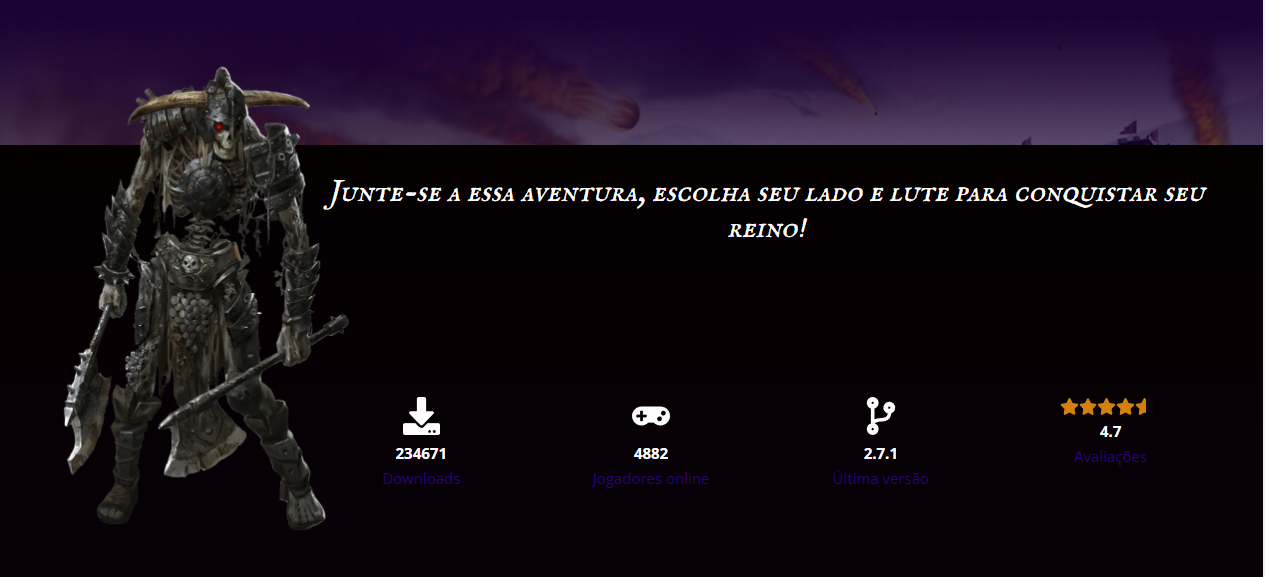 Junte-se a essa aventura, escolha seu lado e lute para conquistar seu
reino!
234671
Downloads
4882
Jogadores online
2.7.1
Última versão
4.7
Avaliações